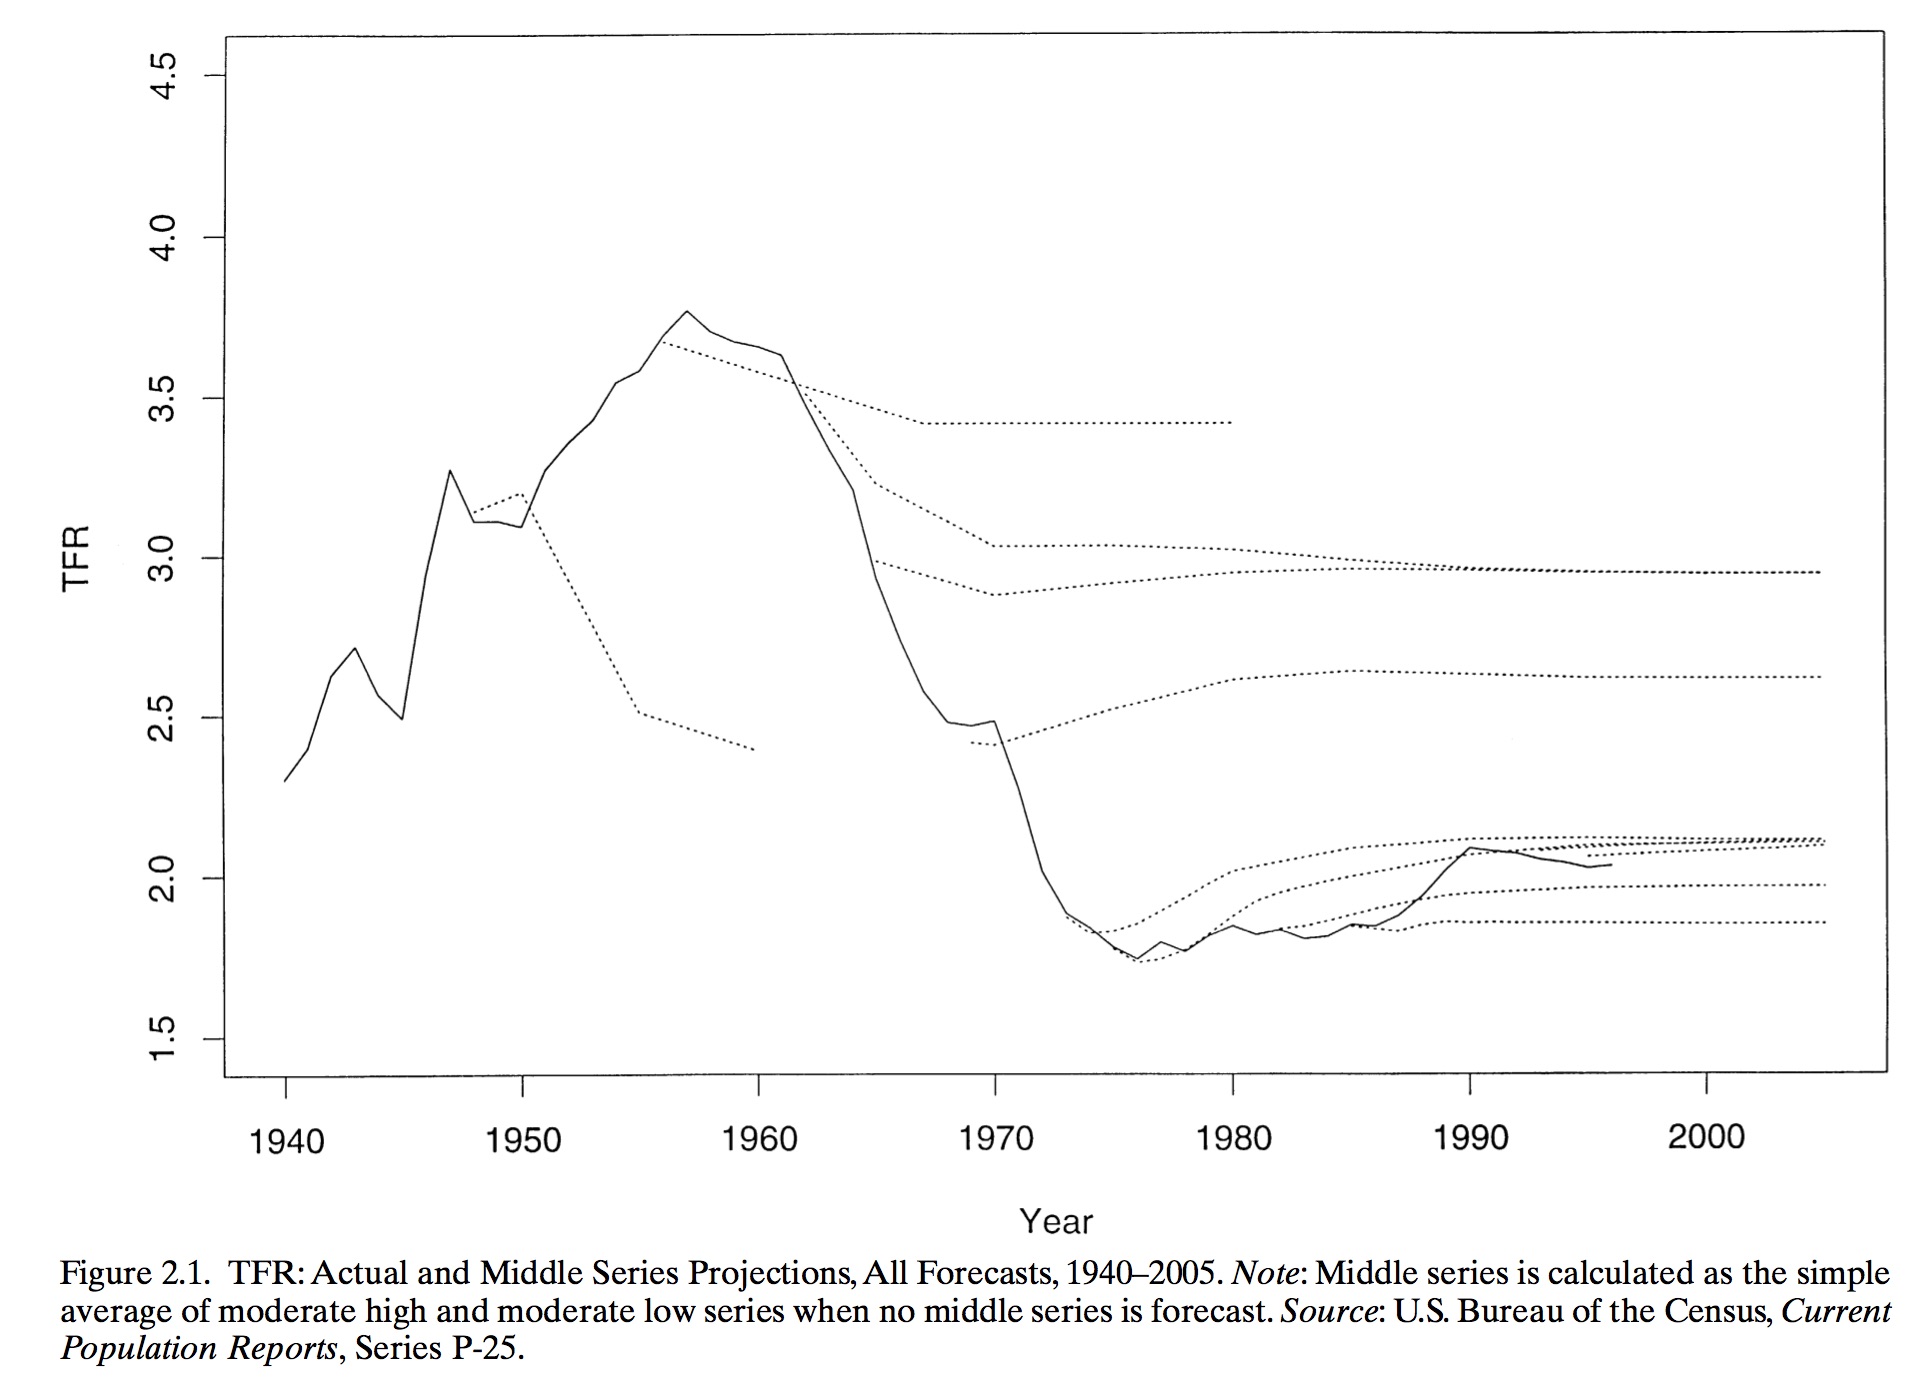 4.5
4.0
3.5
3.0
2.5
2.0
1.5
TFR
1940 1950 1960 1970 1980 1990 2000
Year
Figure 2.1. TFR: Actual and Middle Series Projections, All Forecasts, 1940–2005. Note: Middle series is calculated as the simple
average of moderate high and moderate low series when no middle series is forecast. Source: U.S. Bureau of the Census, Current
Population Reports, Series P-25.